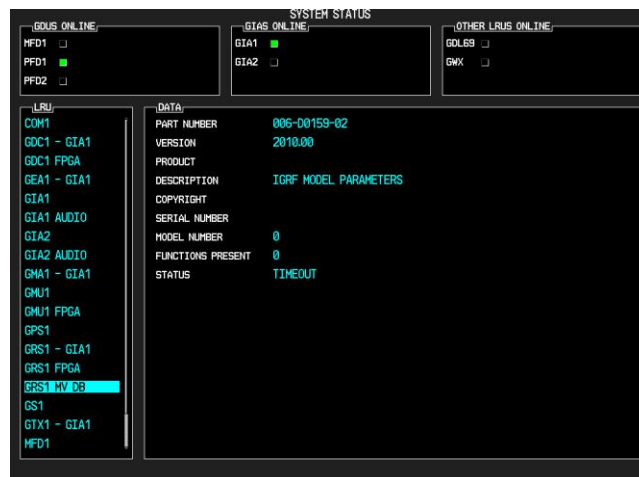 SYSTEM STATUS
GDUS ONLINE
MFD1
PFD1
PFD2
GIAS ONLINE
GIA1
GIA2
OTHER LRUS ONLINE
GDL69
GWX
LRU
COM1
GDC1 - GIA1
GDC1 FPGA
GEA1 - GIA1
GIA1
GIA1 AUDIO
GIA2
GIA2 AUDIO
GMA1 - GIA1
GMU1
GMU1 FPGA
GPS1
GRS1 - GIA1
GRS1 FPGA
GRS1 MV DB
GS1
GTX1 - GIA1
MFD1
DATA
PART NUMBER 006-D0159-02
VERSION 2010.00
PRODUCT
DESCRIPTION IGRF MODEL PARAMETERS
COPYRIGHT
SERIAL NUMBER
MODEL NUMBER 0
FUNCTIONS PRESENT 0
STATUS TIMEOUT